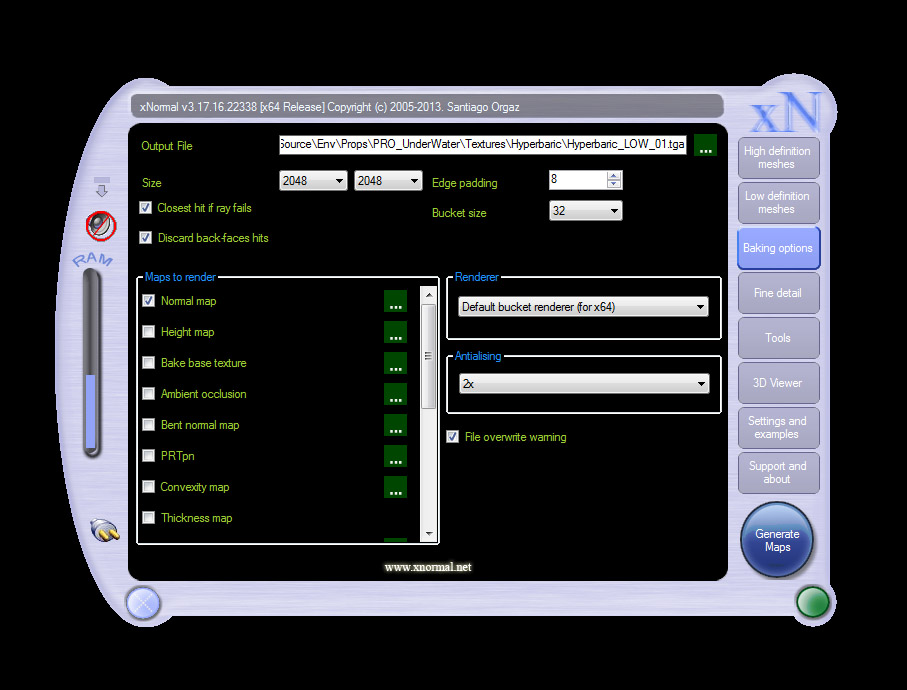 xNormal v3.17.16.22338 [x64 Release] Copyright (c) 2005-2013. Santiago Orgaz
xN
Output File
Source\Env\Props\PRO_UnderWater\Textures\Hyperbaric\Hyperbaric_LOW_01.tga
...
Size
2048
2048
Edge padding
8
Closest hit if ray fails
Bucket size
32
Discard back-faces hits
RAM
Maps to render
Normal map
...
Height map
...
Bake base texture
...
Ambient occlusion
...
Bent normal map
...
PRTpn
...
Convexity map
...
Thickness map
Renderer
Default bucket renderer (for x64)
Antialising
2x
File overwrite warning
www.xnormal.net
High definition
meshes
Low definition
meshes
Baking options
Fine detail
Tools
3D Viewer
Settings and
examples
Support and
about
Generate
Maps